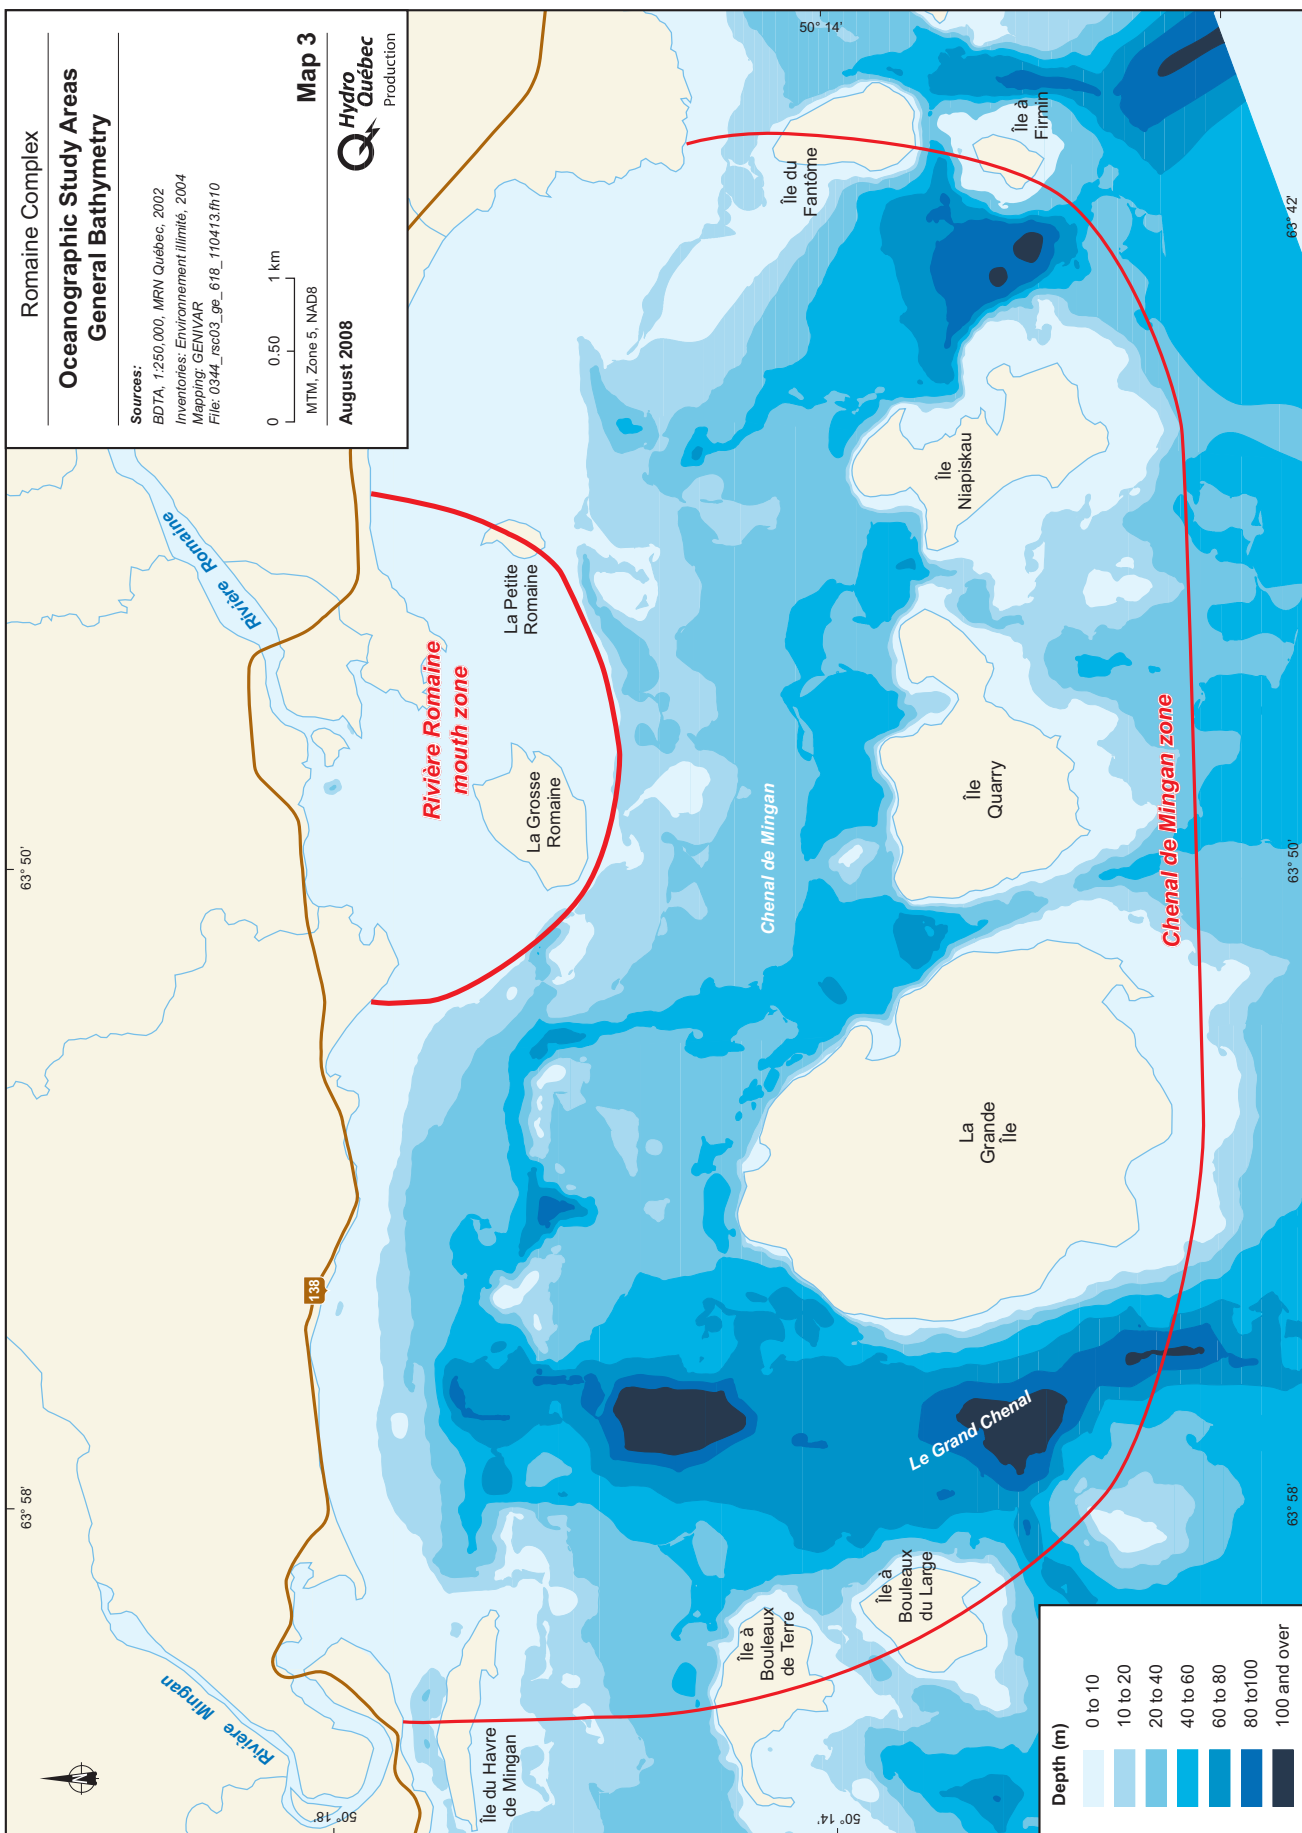 Romaine Complex
Oceanographic Study Areas
General Bathymetry
Sources:
BDTA, 1:250,000, MRN Québec, 2002
Inventories: Environnement illimité, 2004
Mapping: GENIVAR
File: 0344_rsc03_ge_618_110413.fh10
0 0.50 1 km
MTM, Zone 5, NAD8
August 2008
Map 3
Hydro
Québec
Production
63° 58'
63° 50'
N
50° 18'
50° 14'
50° 14'
63° 58'
63° 50'
63° 42'
Rivière Mingan
Rivière Romaine
138
Rivière Romaine
mouth zone
La Grosse
Romaine
La Petite
Romaine
Île du Havre
de Mingan
Île à
Bouleaux
de Terre
Île à
Bouleaux
du Large
Le Grand Chenal
La
Grande
Île
Chenal de Mingan
Île
Quarry
Île
Niapiskau
Île du
Fantôme
Île à
Firmin
Chenal de Mingan zone
Depth (m)
0 to 10
10 to 20
20 to 40
40 to 60
60 to 80
80 to100
100 and over